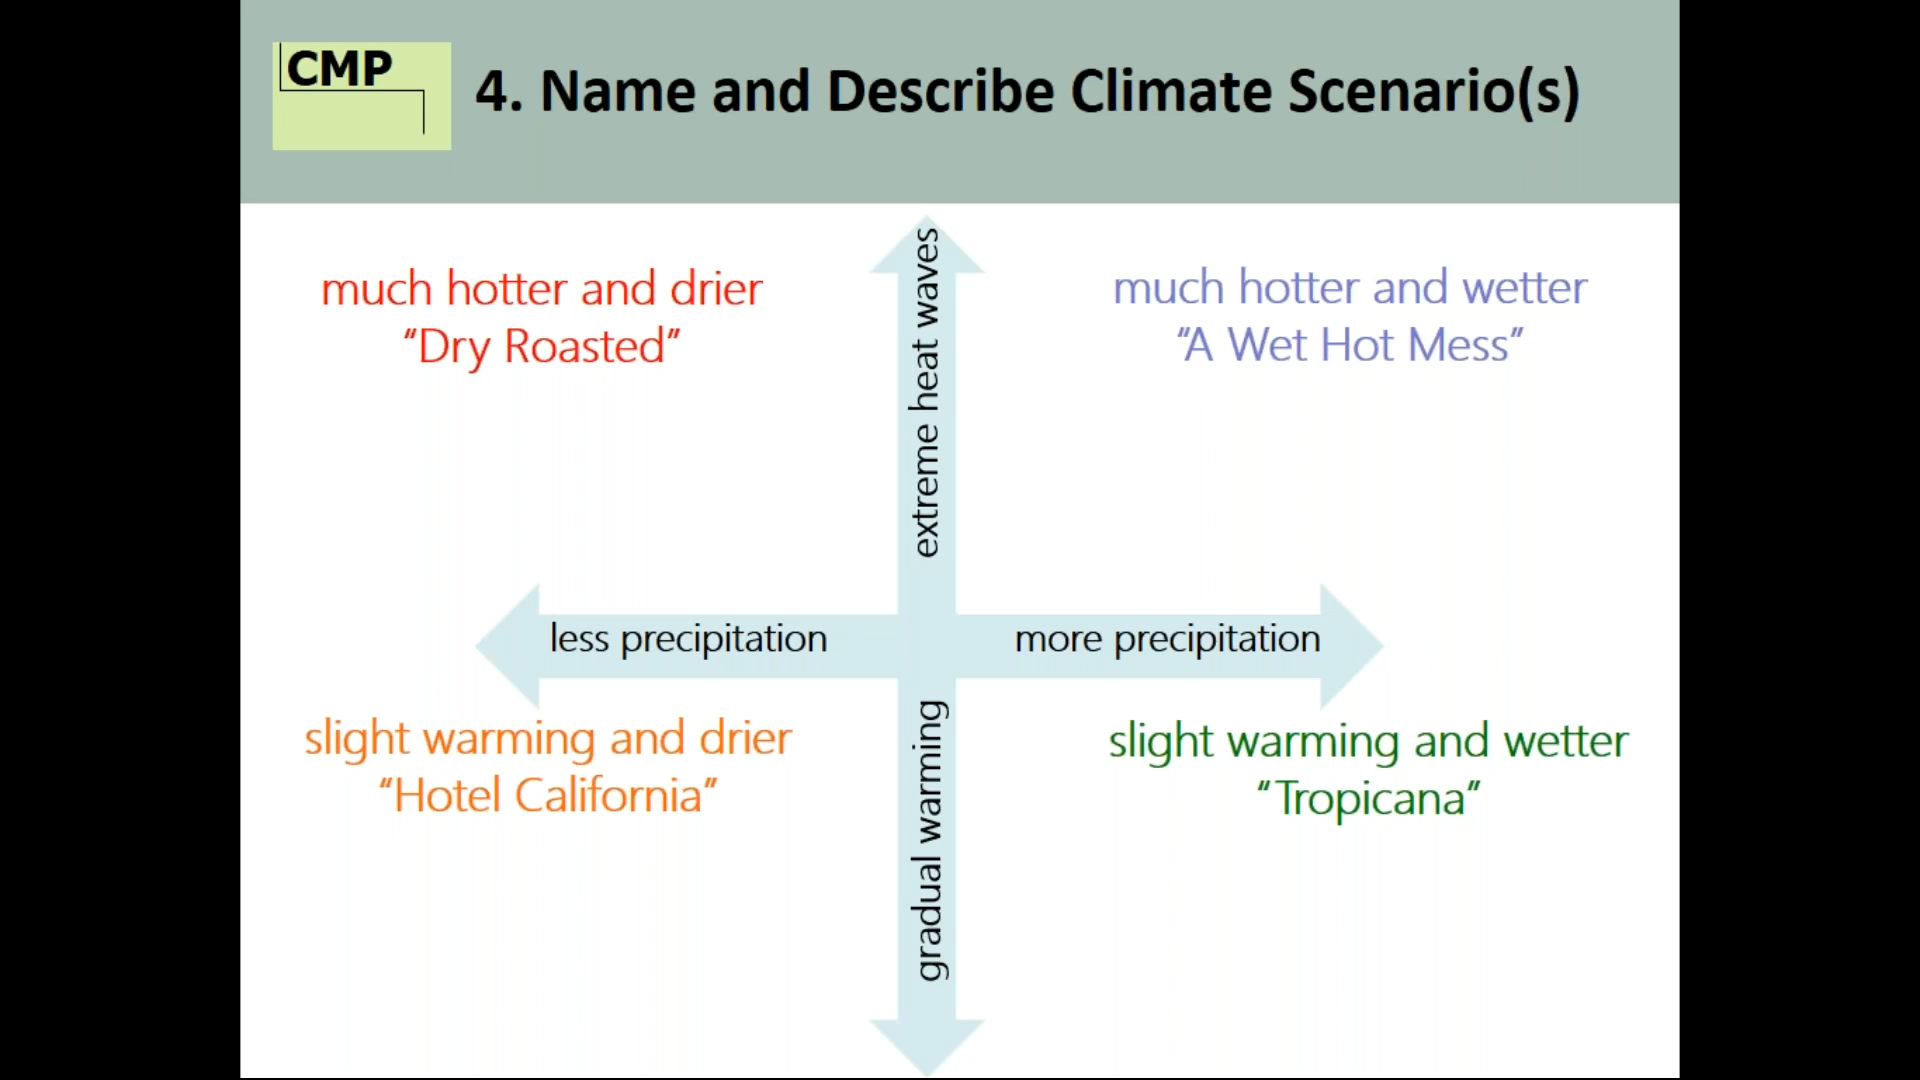 CMP
4. Name and Describe Climate Scenario(s)
much hotter and drier
“Dry Roasted”
much hotter and wetter
“A Wet Hot Mess”
extreme heat waves
less precipitation
more precipitation
gradual warming
slight warming and drier
“Hotel California”
slight warming and wetter
“Tropicana”